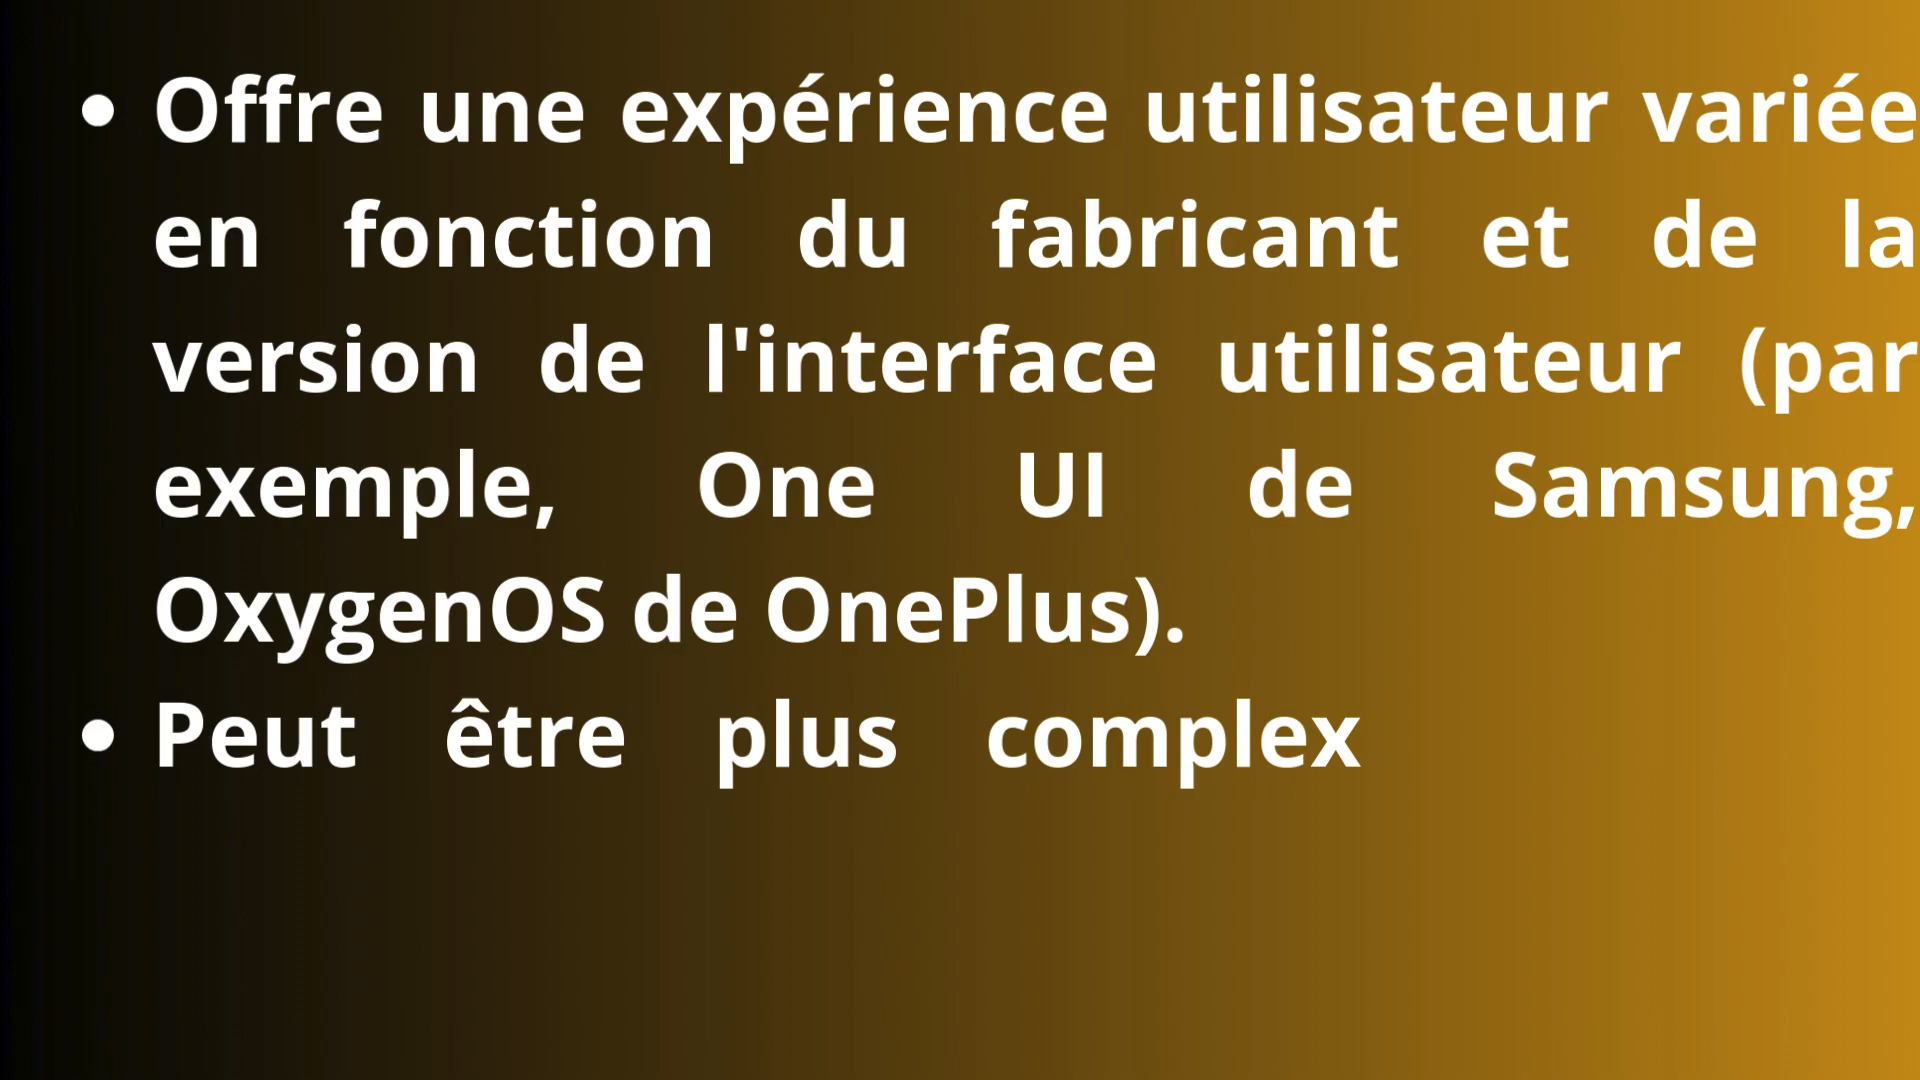 • Offre une expérience utilisateur variée
en fonction du fabricant et de la
version de l'interface utilisateur (par
exemple, One UI de Samsung,
OxygenOS de OnePlus).
• Peut être plus complex